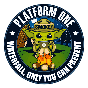 PLATFORM ONE
WATERFALL ONLY YOU CAN PREVENT